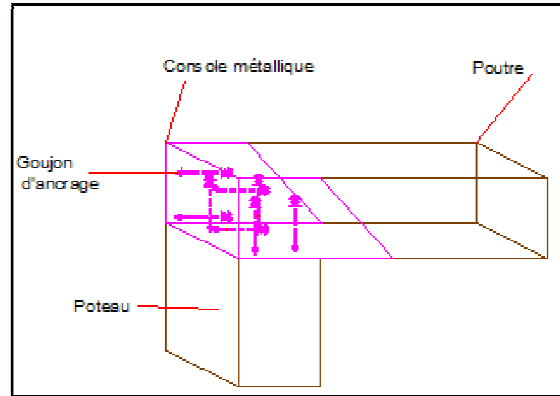 Console métallique
Poutre
Goujon
d'ancrage
Poteau